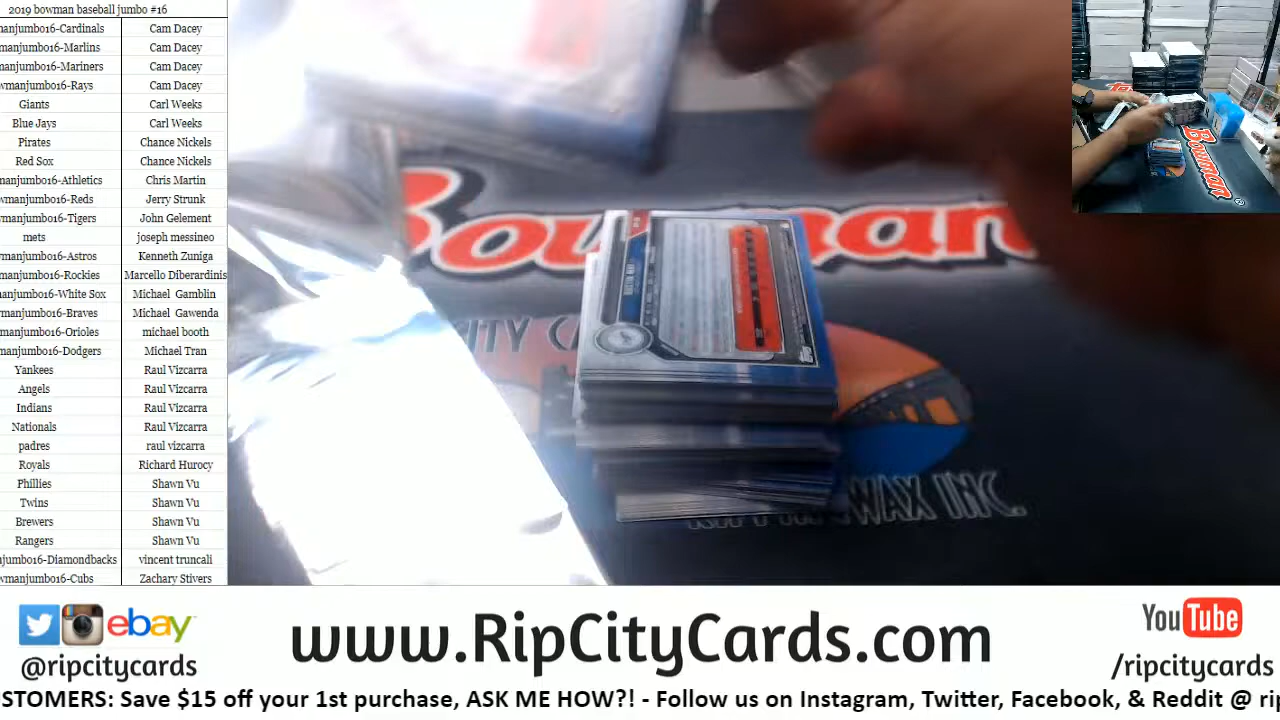 2019 bowman baseball jumbo #16
manjumbo16-Cardinals Cam Dacey
manjumbo16-Marlins Cam Dacey
manjumbo16-Mariners Cam Dacey
wmanjumbo16-Rays Cam Dacey
Giants Carl Weeks
Blue Jays Carl Weeks
Pirates Chance Nickels
Red Sox Chance Nickels
manjumbo16-Athletics Chris Martin
wmanjumbo16-Reds Jerry Strunk
wmanjumbo16-Tigers John Gelement
mets joseph messineo
wmanjumbo16-Astros Kenneth Zuniga
manjumbo16-Rockies Marcello Diberardinis
manjumbo16-White Sox Michael Gamblin
manjumbo16-Braves Michael Gawenda
manjumbo16-Orioles michael booth
manjumbo16-Dodgers Michael Tran
Yankees Raul Vizcarra
Angels Raul Vizcarra
Indians Raul Vizcarra
Nationals Raul Vizcarra
padres raul vizcarra
Royals Richard Hurocy
Phillies Shawn Vu
Twins Shawn Vu
Brewers Shawn Vu
Rangers Shawn Vu
njumbo16-Diamondbacks vincent truncali
wmanjumbo16-Cubs Zachary Stivers
Bowman
WAX INC.
Bowman
ebay
@ripcitycards
www.RipCityCards.com
YouTube
/ripcitycards
STOMERS: Save $15 off your 1st purchase, ASK ME HOW?! - Follow us on Instagram, Twitter, Facebook, & Reddit @ rip